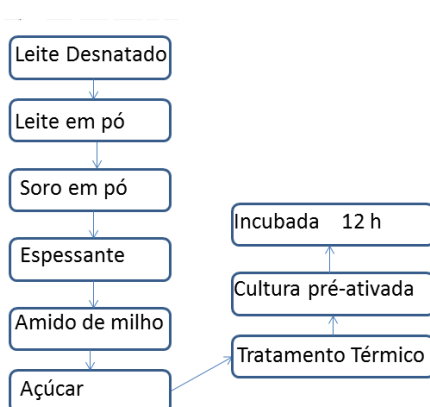 Leite Desnatado
Leite em pó
Soro em pó
Espessante
Amido de milho
Açúcar
Tratamento Térmico
Cultura pré-ativada
Incubada 12 h